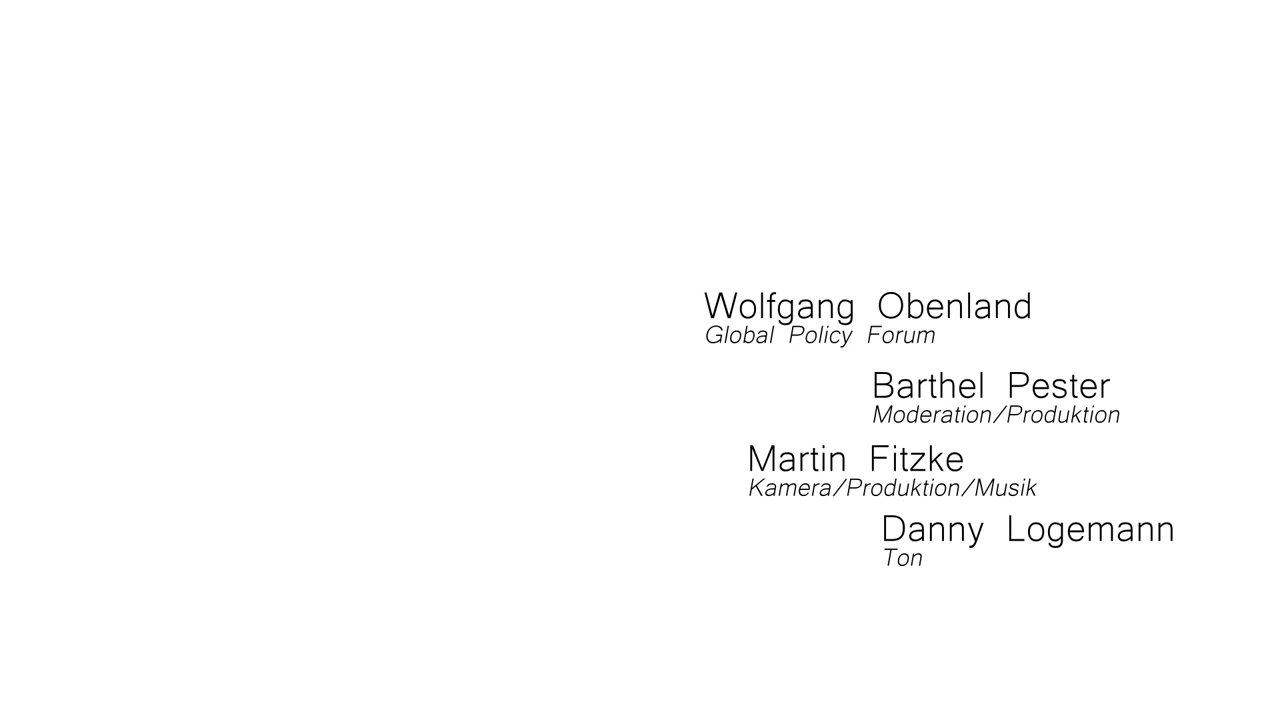 Wolfgang Obenland
Global Policy Forum
Barthel Pester
Moderation/Produktion
Martin Fitzke
Kamera/Produktion/Musik
Danny Logemann
Ton